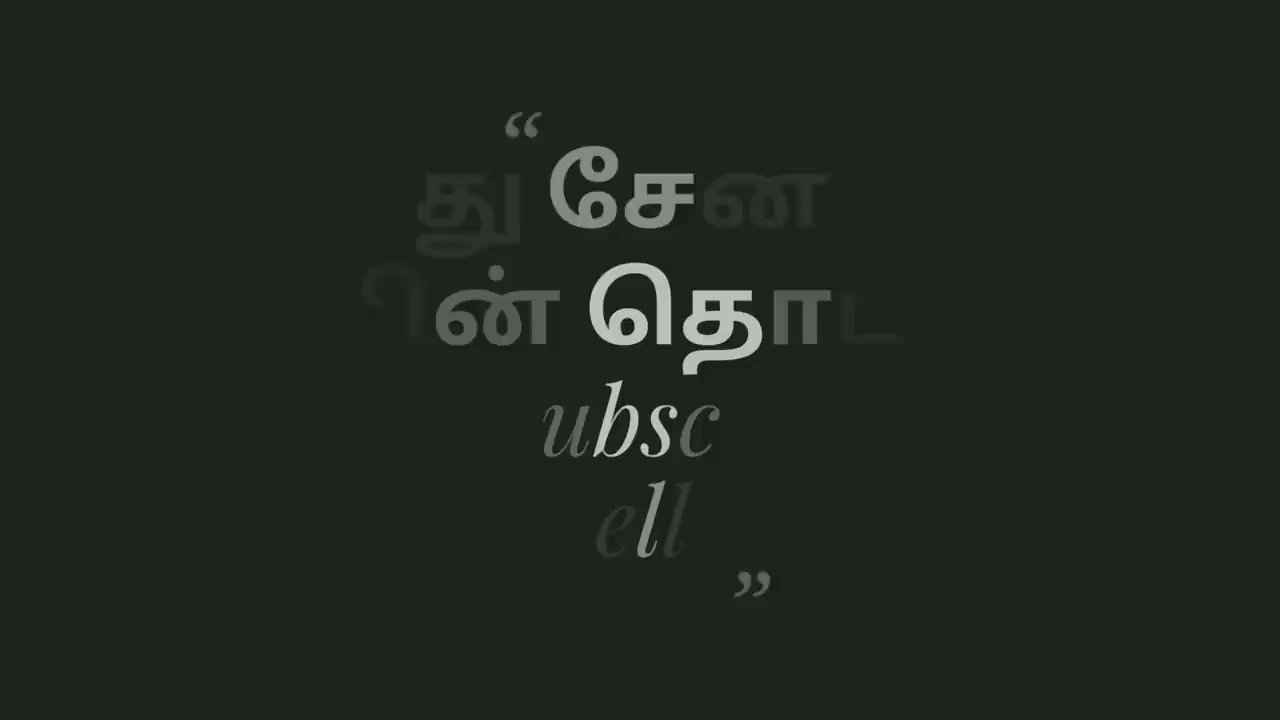 “
து சேன
ின் தொட
ubsc
ell
”